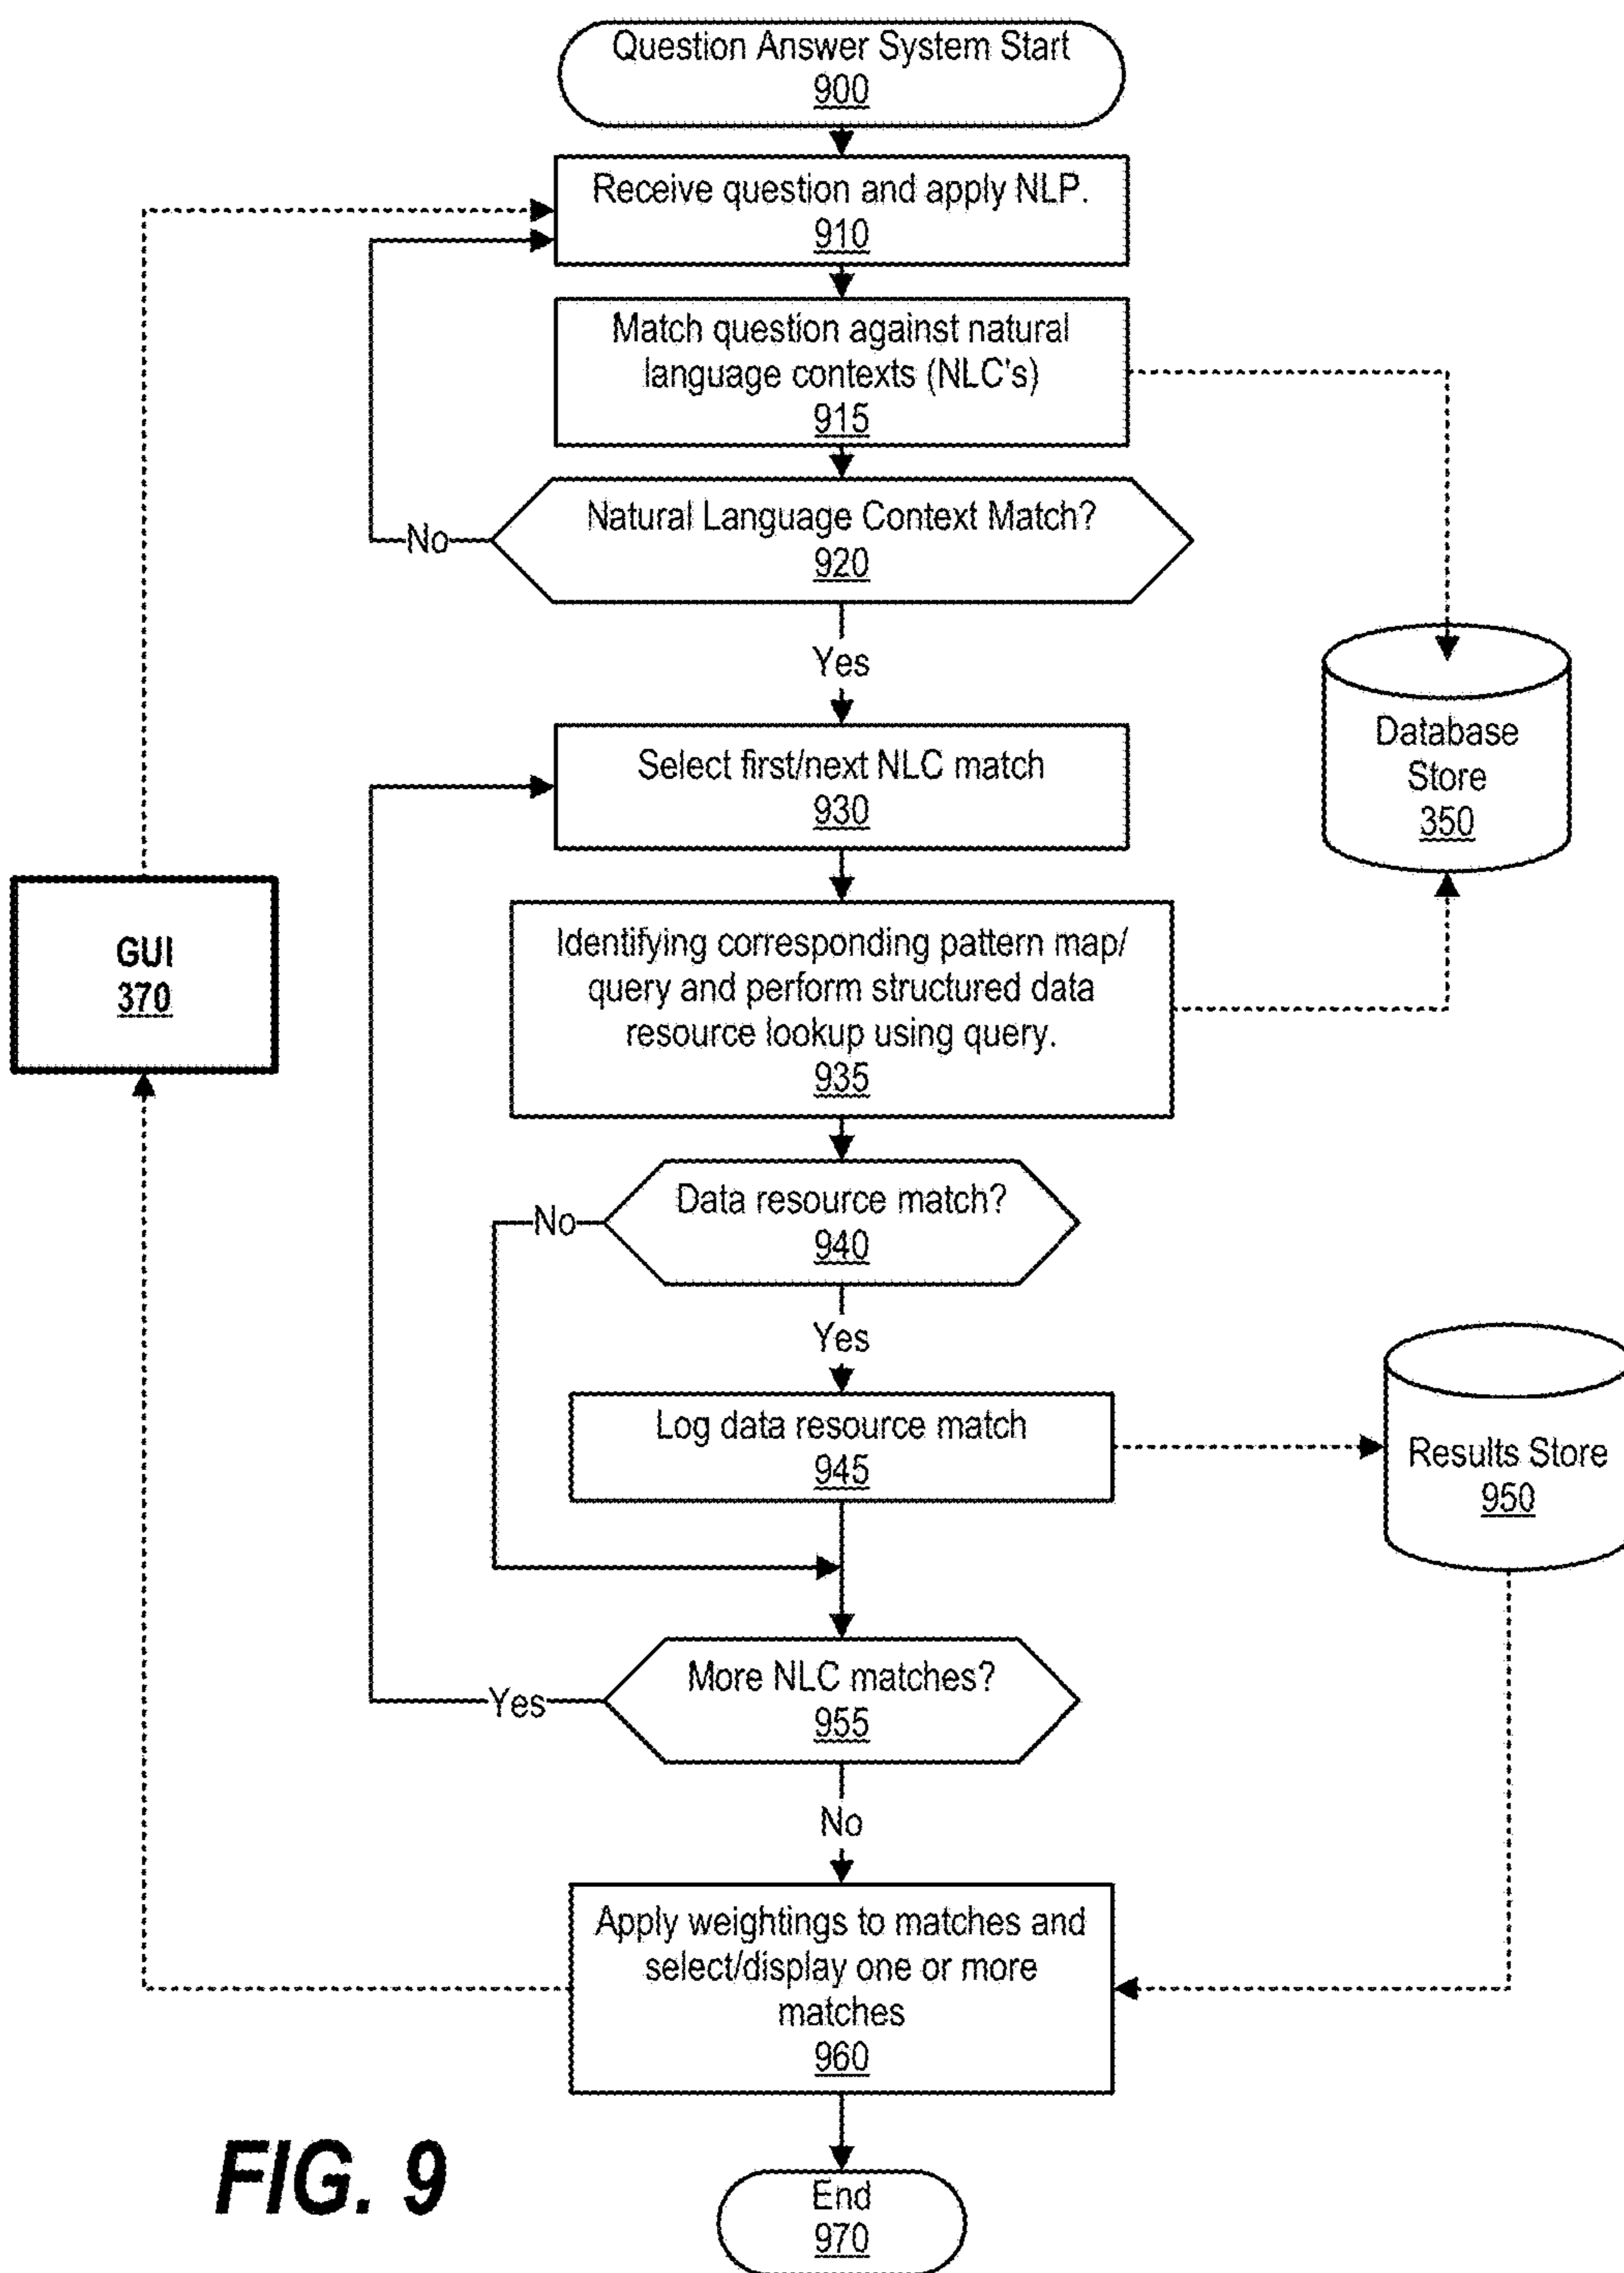 Question Answer System Start
900
Receive question and apply NLP.
910
Match question against natural
language contexts (NLC's)
915
Natural Language Context Match?
920
No
Yes
Select first/next NLC match
930
Database
Store
350
GUI
370
Identifying corresponding pattern map/
query and perform structured data
resource lookup using query.
935
Data resource match?
940
No
Yes
Log data resource match
945
Results Store
950
More NLC matches?
955
Yes
No
Apply weightings to matches and
select/display one or more
matches
960
FIG. 9
End
970